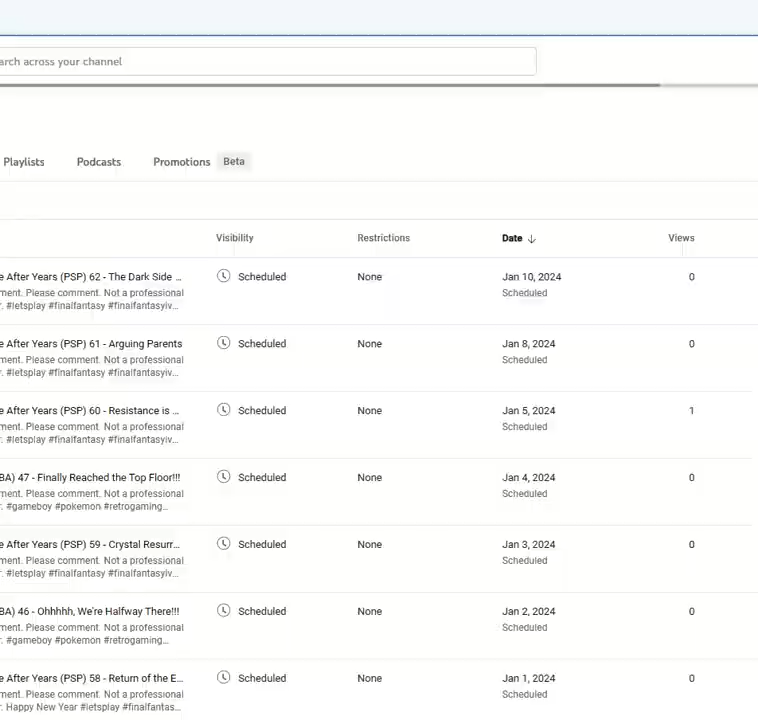 arch across your channel
Playlists Podcasts Promotions Beta
Visibility Restrictions Date ↓ Views
e After Years (PSP) 62 - The Dark Side ... Scheduled None Jan 10, 2024 0
ment. Please comment. Not a professional Scheduled
r. #letsplay #finalfantasy #finalfantasyiv...
e After Years (PSP) 61 - Arguing Parents Scheduled None Jan 8, 2024 0
ment. Please comment. Not a professional Scheduled
r. #letsplay #finalfantasy #finalfantasyiv...
e After Years (PSP) 60 - Resistance is ... Scheduled None Jan 5, 2024 1
ment. Please comment. Not a professional Scheduled
r. #letsplay #finalfantasy #finalfantasyiv...
BA) 47 - Finally Reached the Top Floor!!! Scheduled None Jan 4, 2024 0
ment. Please comment. Not a professional Scheduled
r. #gameboy #pokemon #retrogaming...
e After Years (PSP) 59 - Crystal Resurr... Scheduled None Jan 3, 2024 0
ment. Please comment. Not a professional Scheduled
r. #letsplay #finalfantasy #finalfantasyiv...
BA) 46 - Ohhhhh, We're Halfway There!!! Scheduled None Jan 2, 2024 0
ment. Please comment. Not a professional Scheduled
r. #gameboy #pokemon #retrogaming...
e After Years (PSP) 58 - Return of the E... Scheduled None Jan 1, 2024 0
ment. Please comment. Not a professional Scheduled
r. Happy New Year #letsplay #finalfantas...